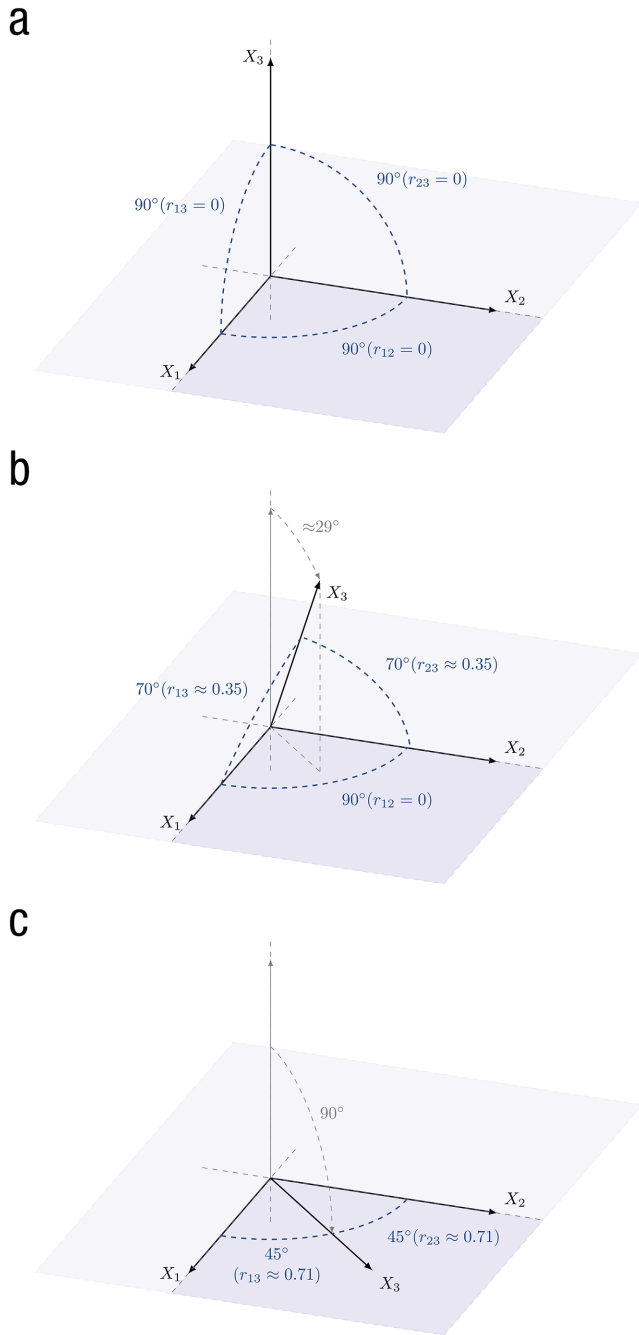 a
X₃
90°(r₂₃ = 0)
90°(r₁₃ = 0)
X₂
90°(r₁₂ = 0)
X₁
b
≈29°
X₃
70°(r₂₃ ≈ 0.35)
70°(r₁₃ ≈ 0.35)
X₂
90°(r₁₂ = 0)
X₁
c
90°
X₂
45°(r₂₃ ≈ 0.71)
45°
(r₁₃ ≈ 0.71)
X₁
X₃